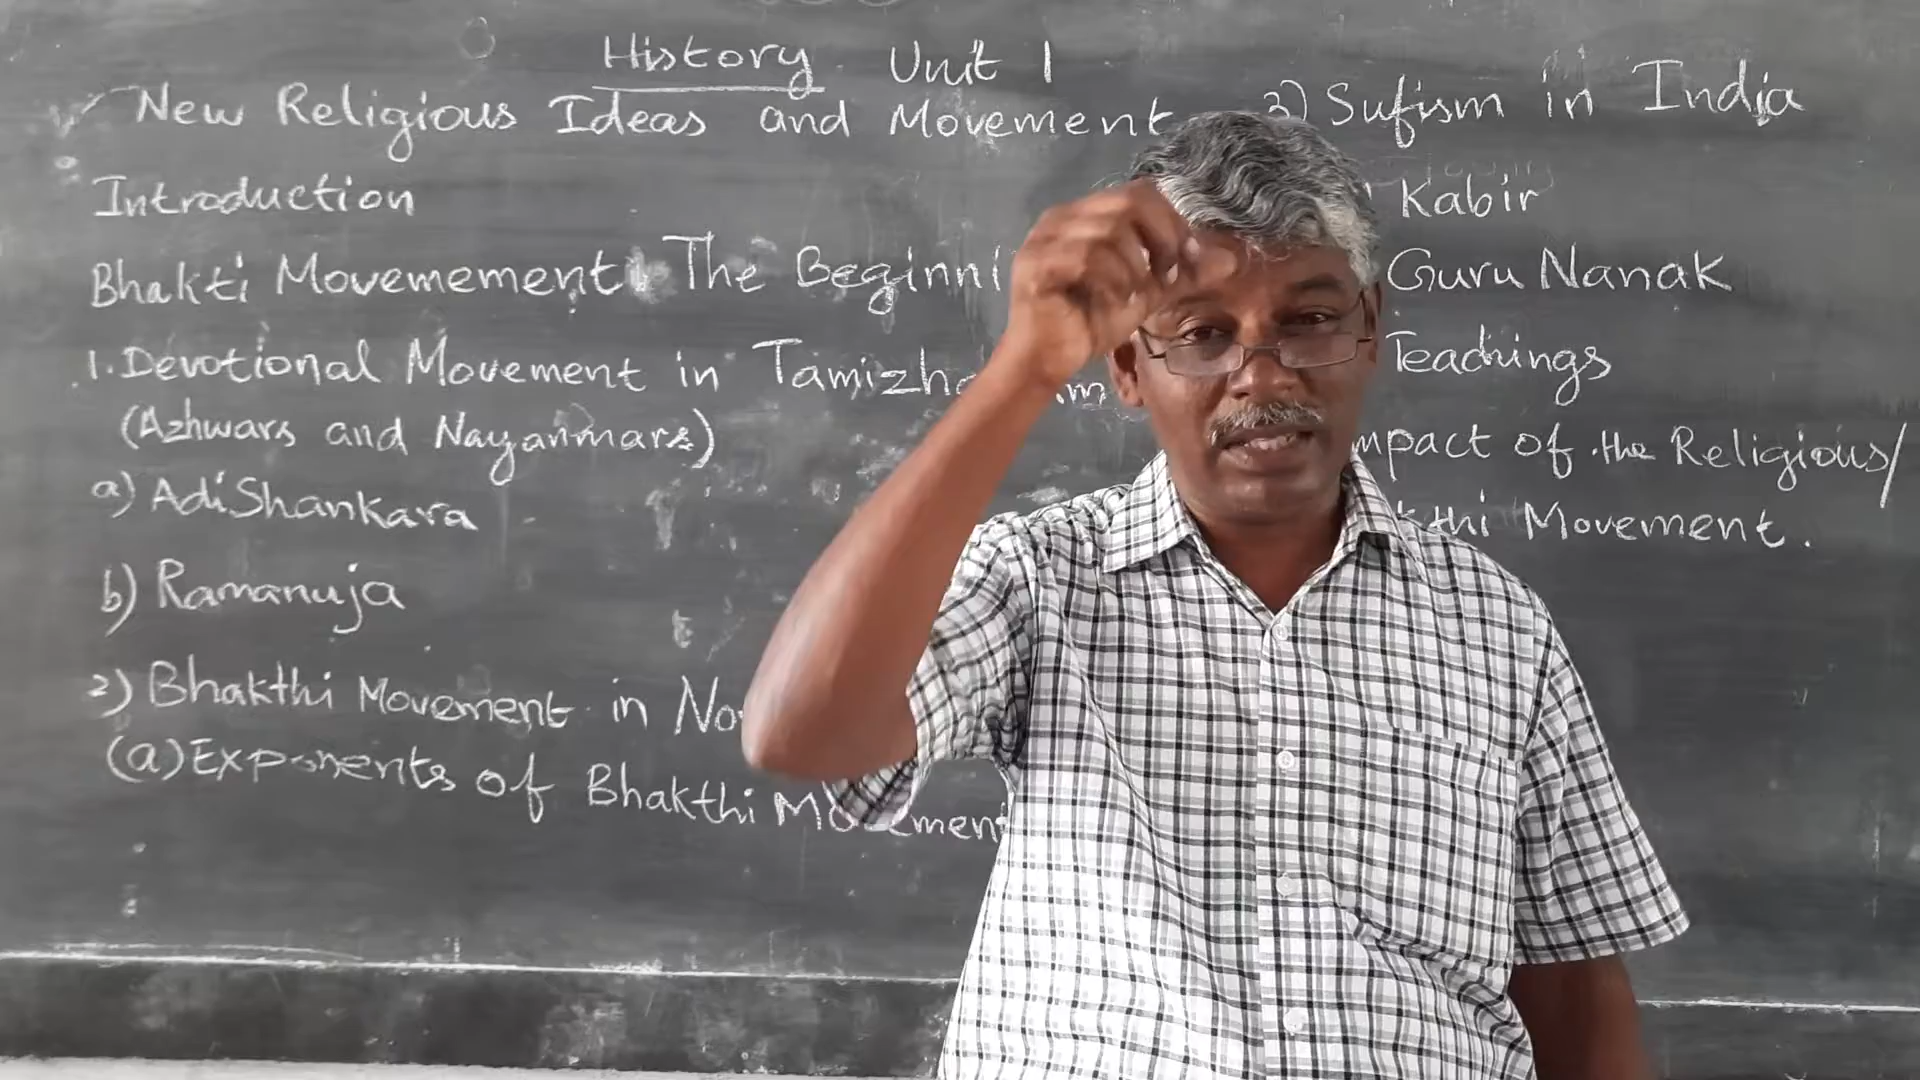 History Unit 1
New Religious Ideas and Movement
Introduction
Bhakti Movemement: The Beginni
1. Devotional Movement in Tamizha m
(Azhwars and Nayanmars)
a) AdiShankara
b) Ramanuja
2) Bhakthi Movement in No
(a) Exponents of Bhakthi Movement
3) Sufism in India
Kabir
Guru Nanak
Teachings
mpact of the Religious/
kthi Movement.